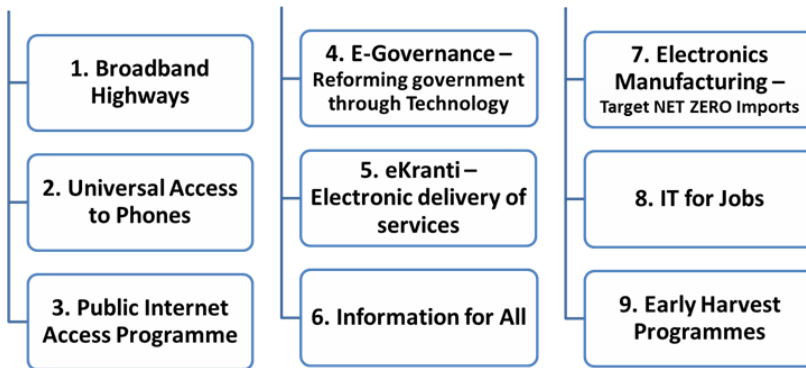 1. Broadband
Highways
2. Universal Access
to Phones
3. Public Internet
Access Programme
4. E-Governance –
Reforming government
through Technology
5. eKranti –
Electronic delivery of
services
6. Information for All
7. Electronics
Manufacturing –
Target NET ZERO Imports
8. IT for Jobs
9. Early Harvest
Programmes